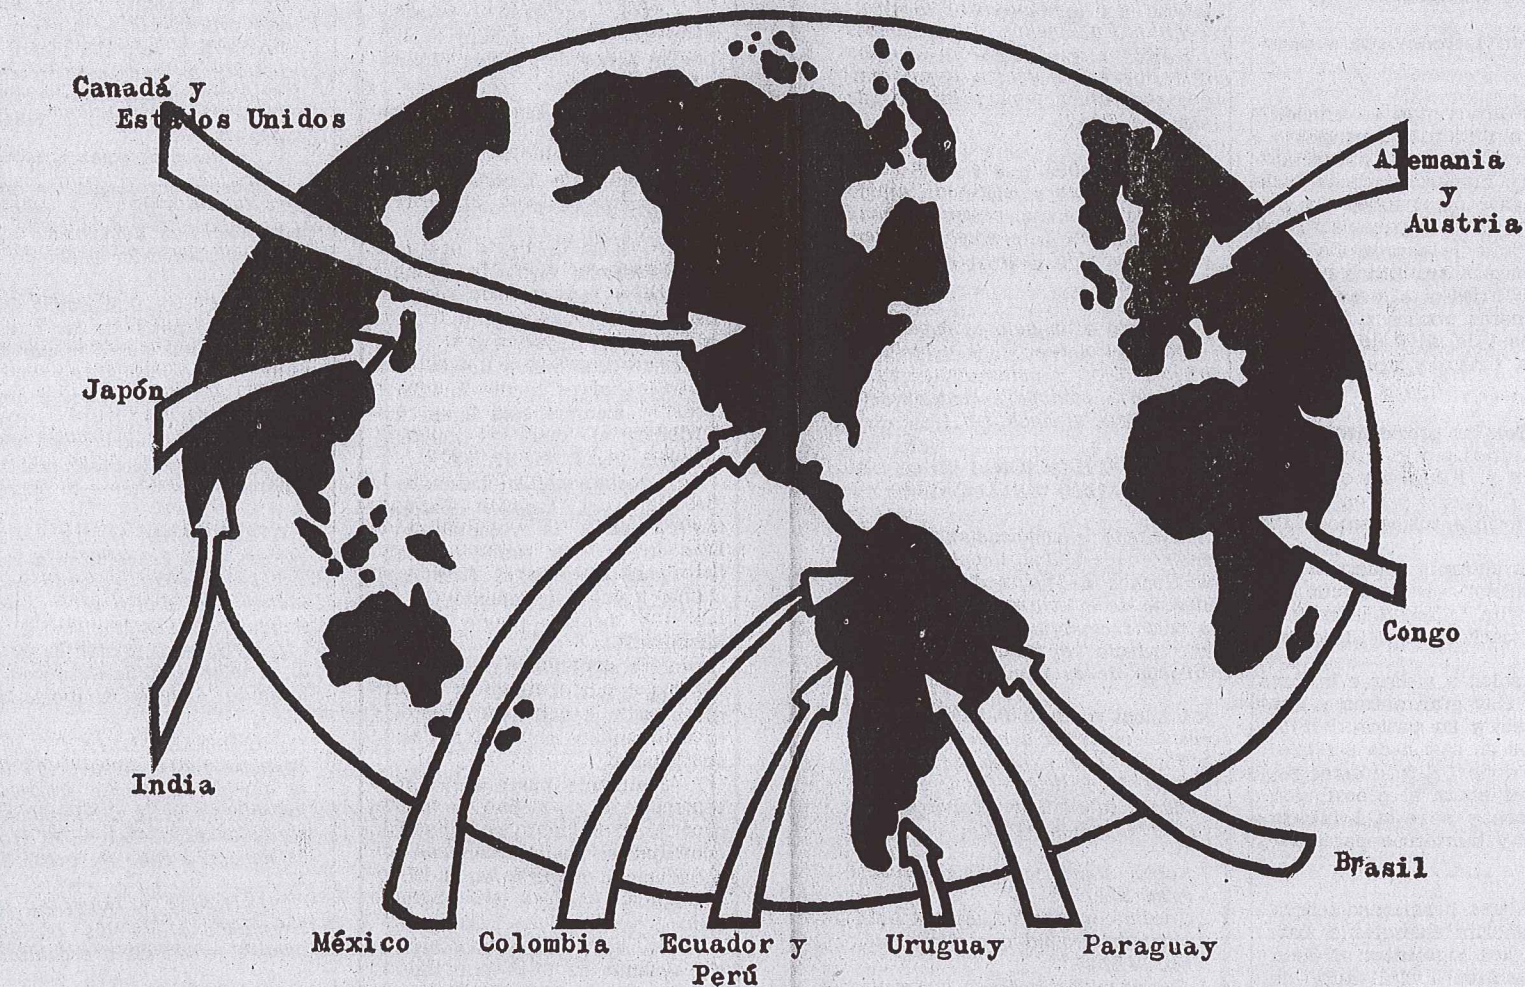 Canadá y
Estados Unidos
Alemania
y
Austria
Japón
Congo
India
Brasil
México
Colombia
Ecuador y
Perú
Uruguay
Paraguay